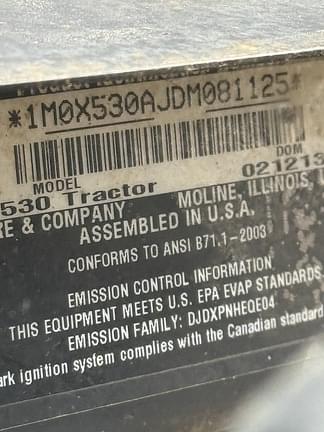 *1M0X530AJDM081125*
MODEL DOM
X530 Tractor 021213
MOLINE, ILLINOIS,
RE & COMPANY
ASSEMBLED IN U.S.A.
CONFORMS TO ANSI B71.1-2003
EMISSION CONTROL INFORMATION
THIS EQUIPMENT MEETS U.S. EPA EVAP STANDARDS
EMISSION FAMILY: DJDXPNHEQE04
ark ignition system complies with the Canadian standard